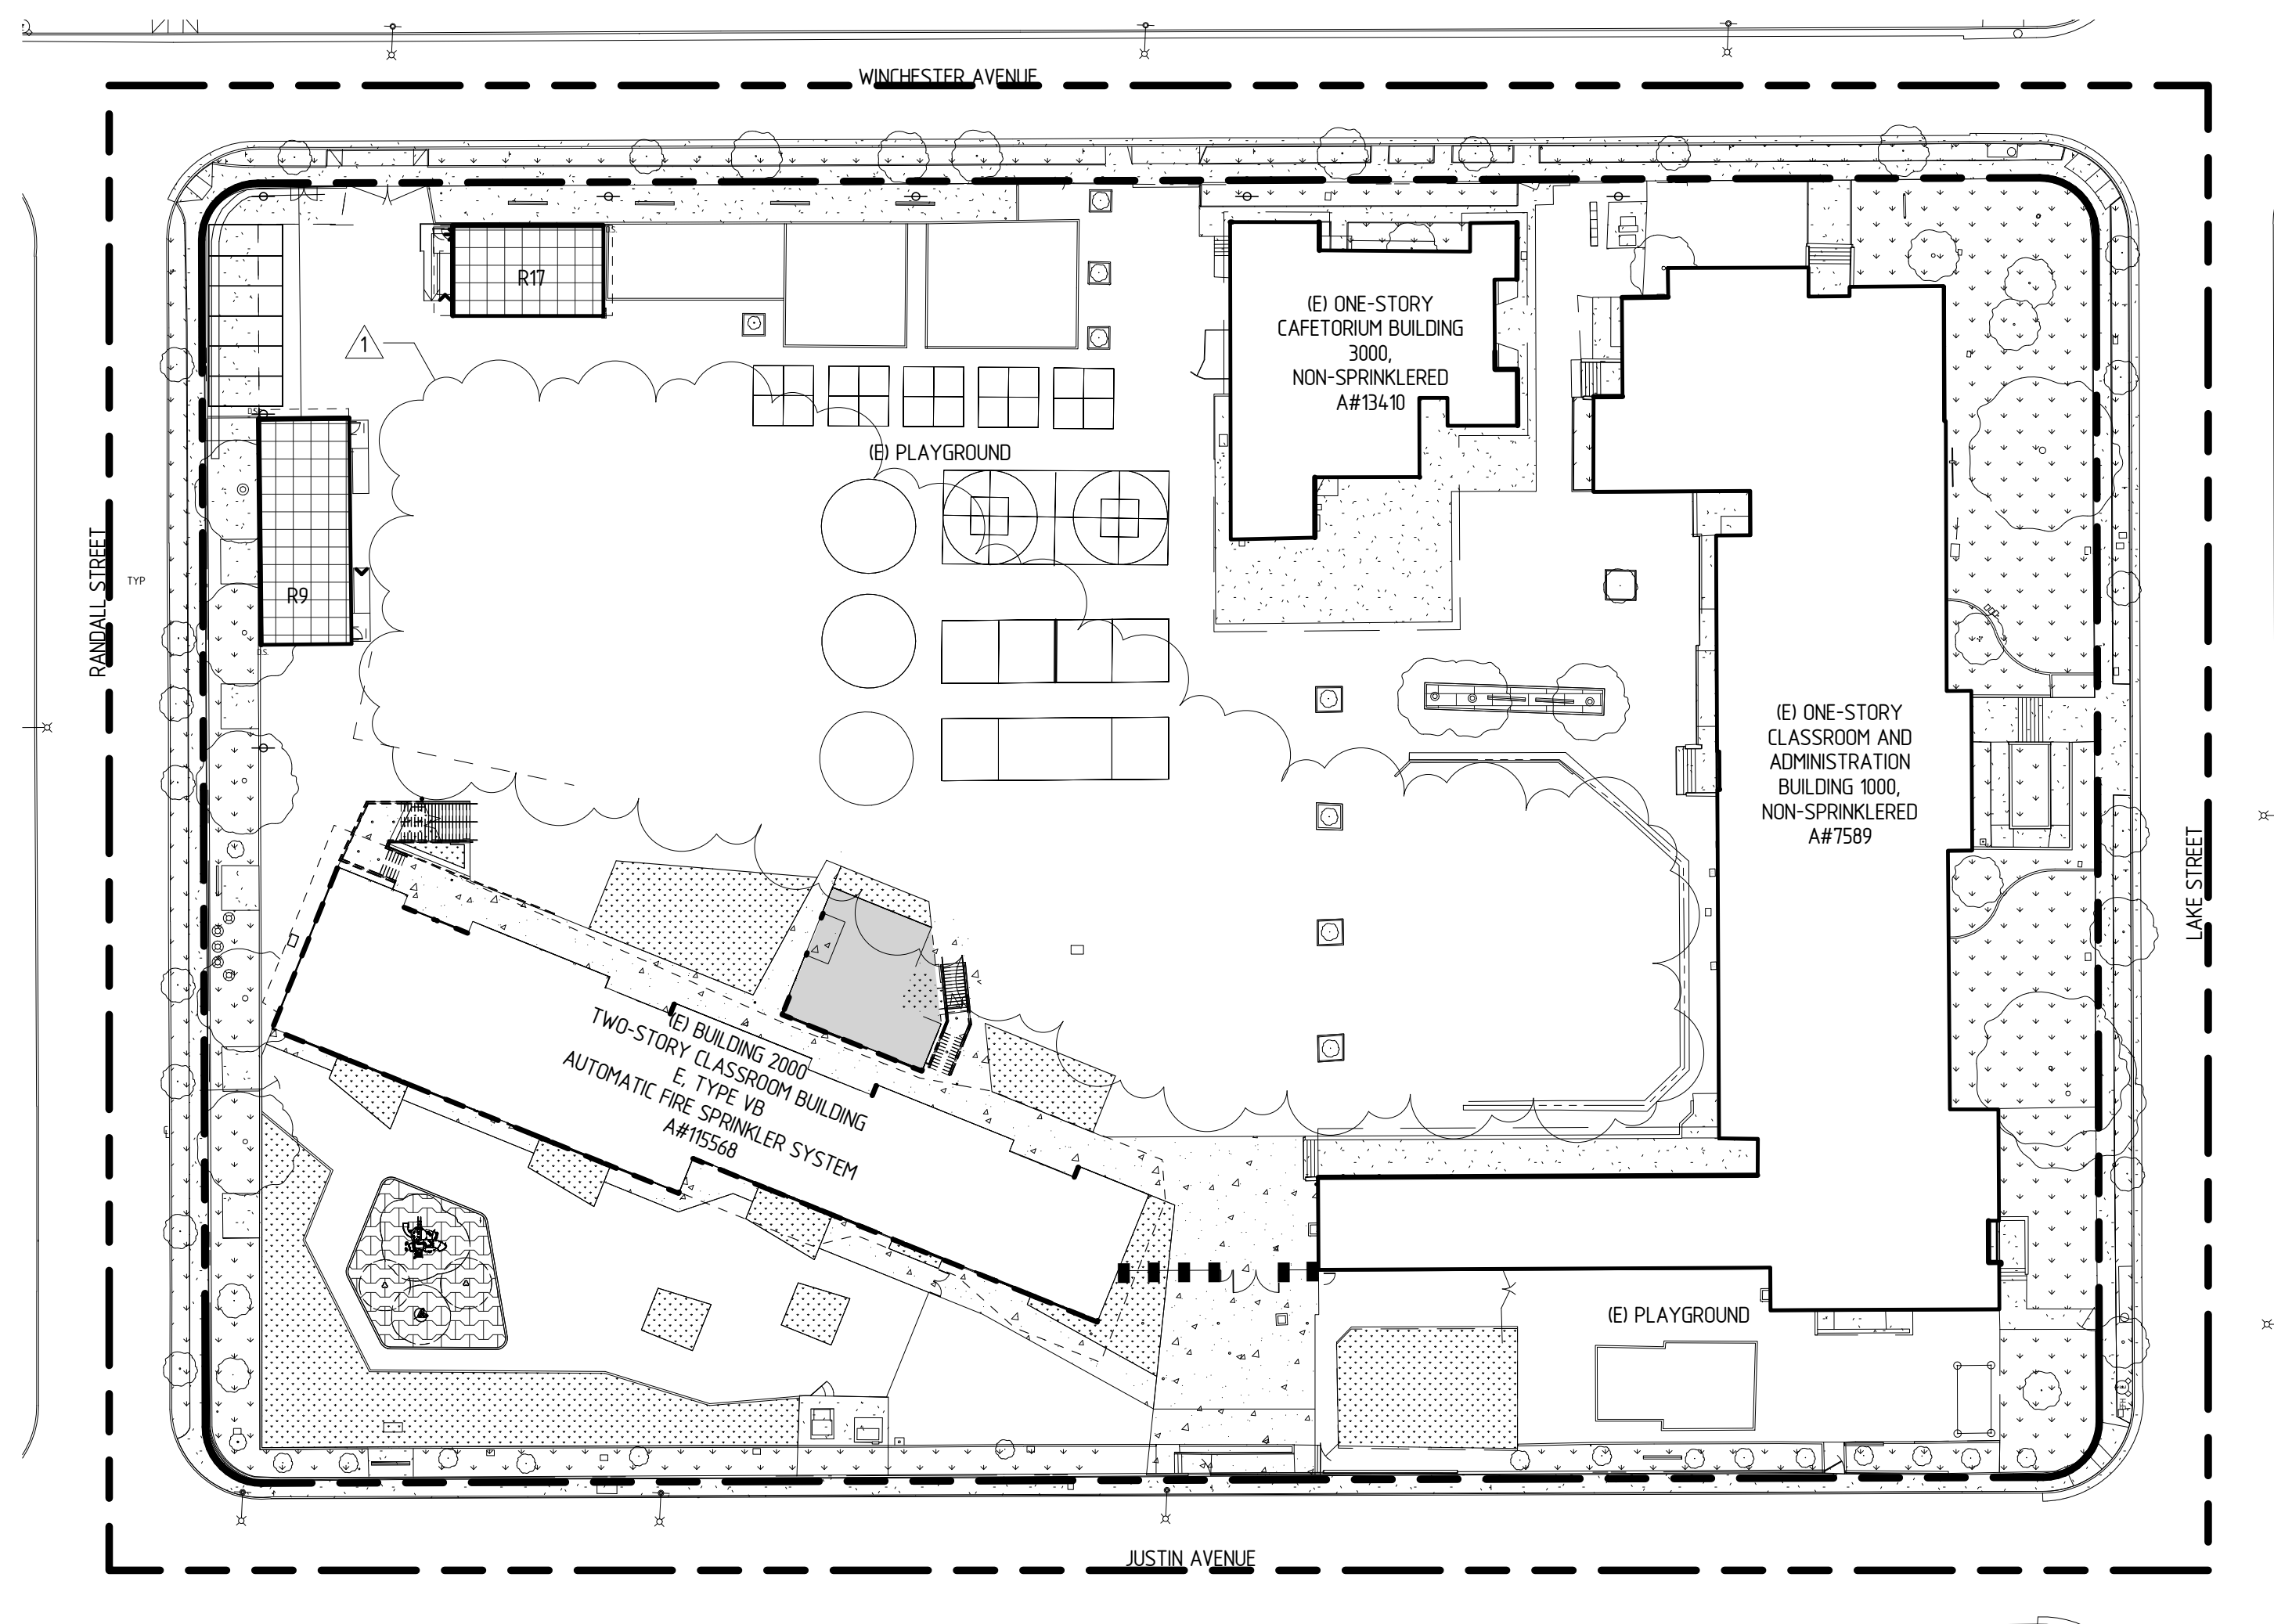 WINCHESTER AVENUE
D.S.
R17
1
(E) ONE-STORY
CAFETORIUM BUILDING
3000,
NON-SPRINKLERED
A#13410
D.S.
(E) PLAYGROUND
RANDALL STREET
TYP
R9
D.S.
(E) ONE-STORY
CLASSROOM AND
ADMINISTRATION
BUILDING 1000,
NON-SPRINKLERED
A#7589
LAKE STREET
(E) BUILDING 2000
TWO-STORY CLASSROOM BUILDING
E, TYPE VB
AUTOMATIC FIRE SPRINKLER SYSTEM
A#115568
(E) PLAYGROUND
JUSTIN AVENUE